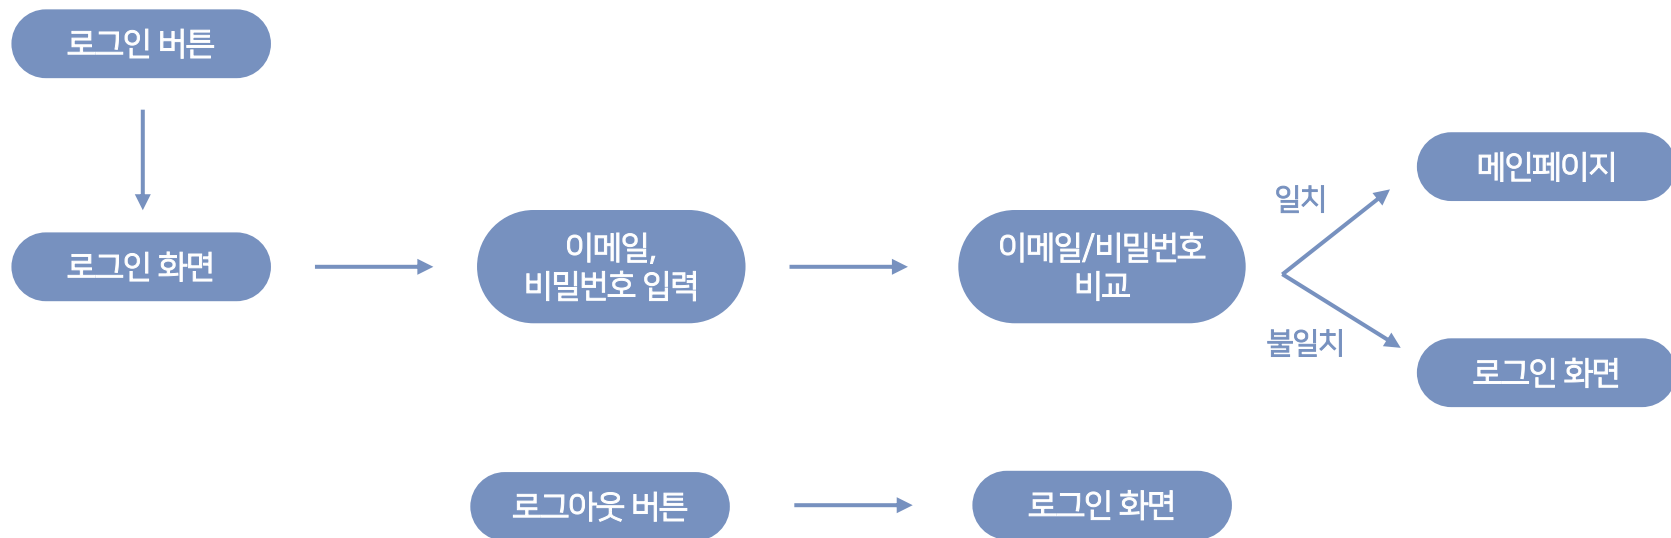 로그인 버튼
로그인 화면
이메일,
비밀번호 입력
이메일/비밀번호
비교
일치
메인페이지
불일치
로그인 화면
로그아웃 버튼
로그인 화면